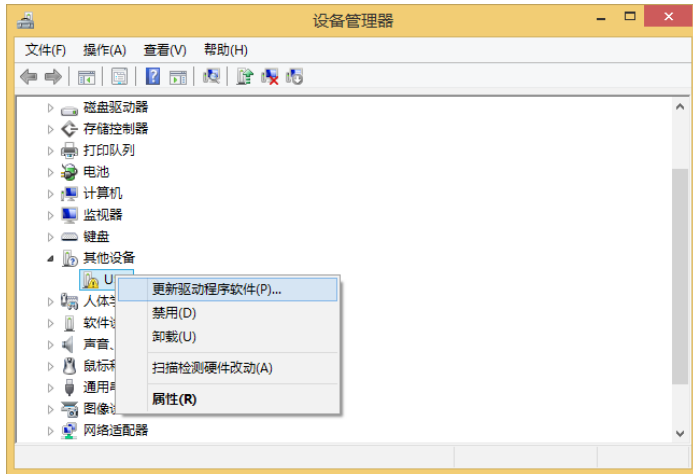 设备管理器
文件(F) 操作(A) 查看(V) 帮助(H)
磁盘驱动器
存储控制器
打印队列
电池
计算机
监视器
键盘
其他设备
U
更新驱动程序软件(P)...
人体
禁用(D)
软件
卸载(U)
声音、
鼠标
扫描检测硬件改动(A)
通用
属性(R)
图像
网络适配器